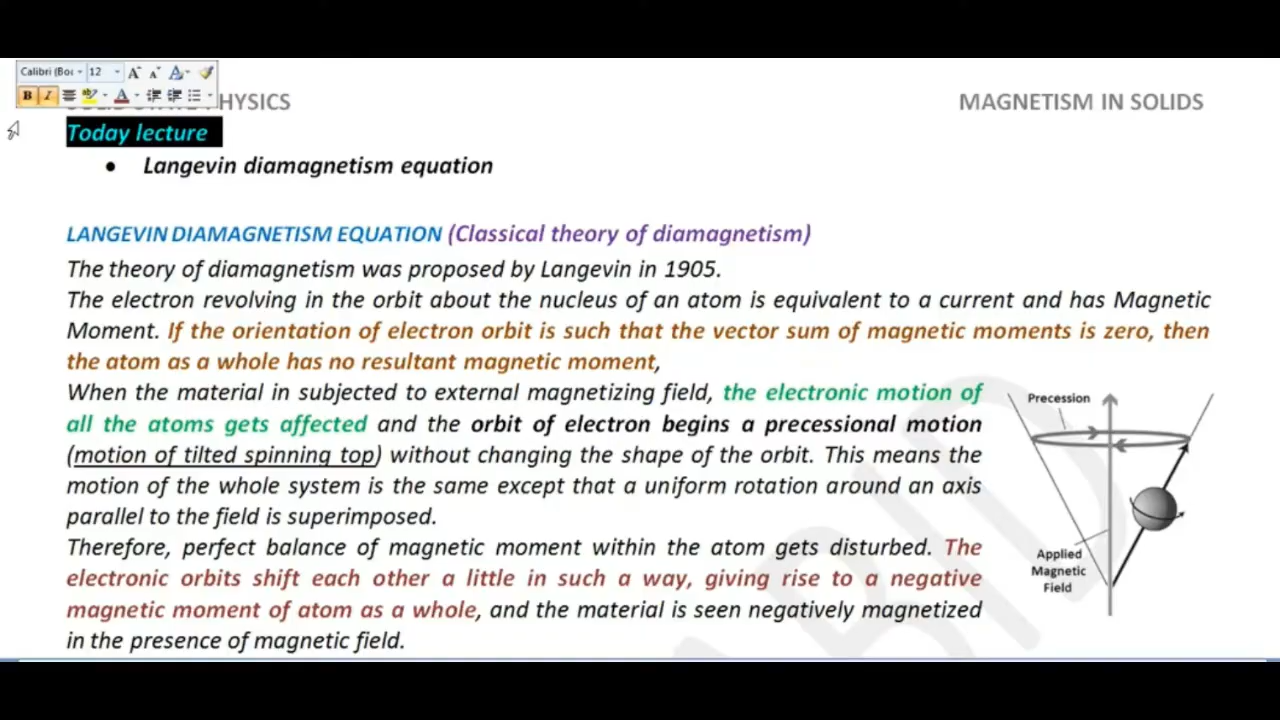 Calibri (Bo 12
HYSICS
MAGNETISM IN SOLIDS
Today lecture
• Langevin diamagnetism equation
LANGEVIN DIAMAGNETISM EQUATION (Classical theory of diamagnetism)
The theory of diamagnetism was proposed by Langevin in 1905.
The electron revolving in the orbit about the nucleus of an atom is equivalent to a current and has Magnetic
Moment. If the orientation of electron orbit is such that the vector sum of magnetic moments is zero, then
the atom as a whole has no resultant magnetic moment,
When the material in subjected to external magnetizing field, the electronic motion of
all the atoms gets affected and the orbit of electron begins a precessional motion
(motion of tilted spinning top) without changing the shape of the orbit. This means the
motion of the whole system is the same except that a uniform rotation around an axis
parallel to the field is superimposed.
Therefore, perfect balance of magnetic moment within the atom gets disturbed. The
electronic orbits shift each other a little in such a way, giving rise to a negative
magnetic moment of atom as a whole, and the material is seen negatively magnetized
in the presence of magnetic field.
Precession
Applied
Magnetic
Field